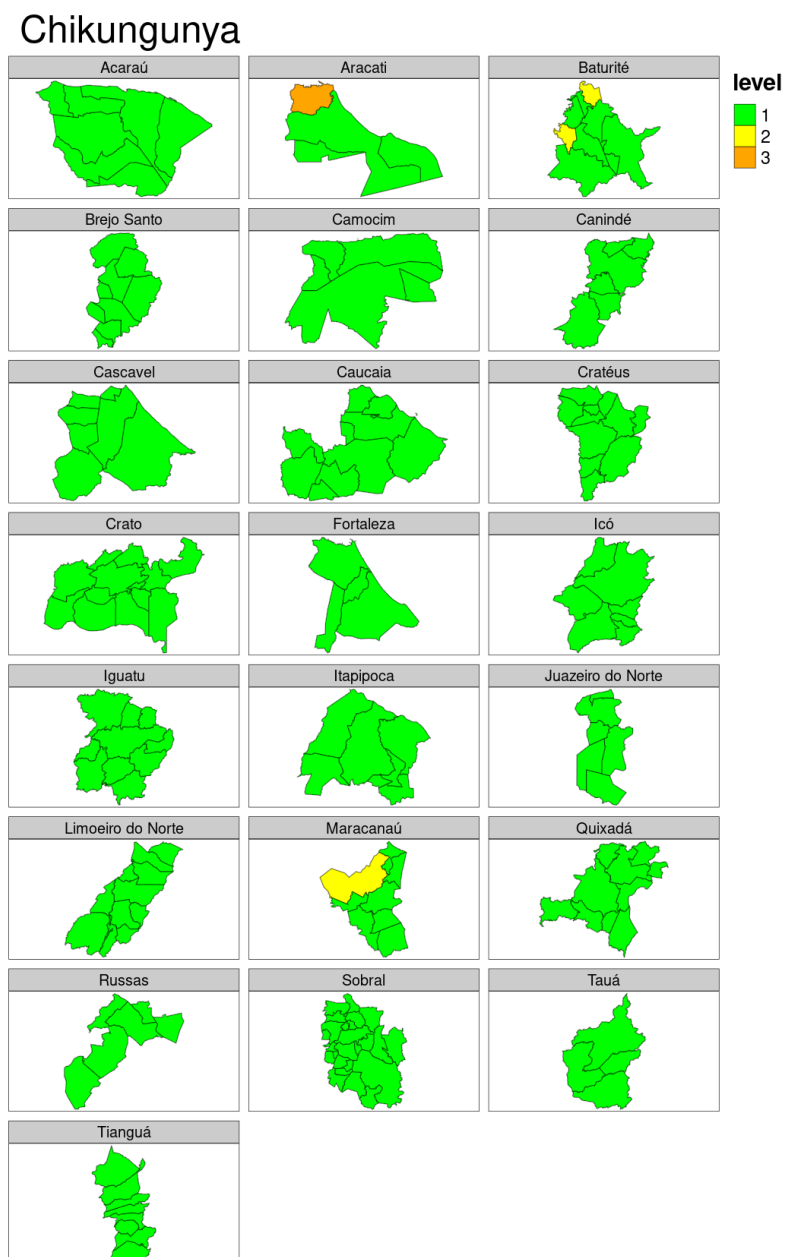 Chikungunya
Acaraú
Aracati
Baturité
level
1
2
3
Brejo Santo
Camocim
Canindé
Cascavel
Caucaia
Cratéus
Crato
Fortaleza
Icó
Iguatu
Itapipoca
Juazeiro do Norte
Limoeiro do Norte
Maracanaú
Quixadá
Russas
Sobral
Tauá
Tianguá